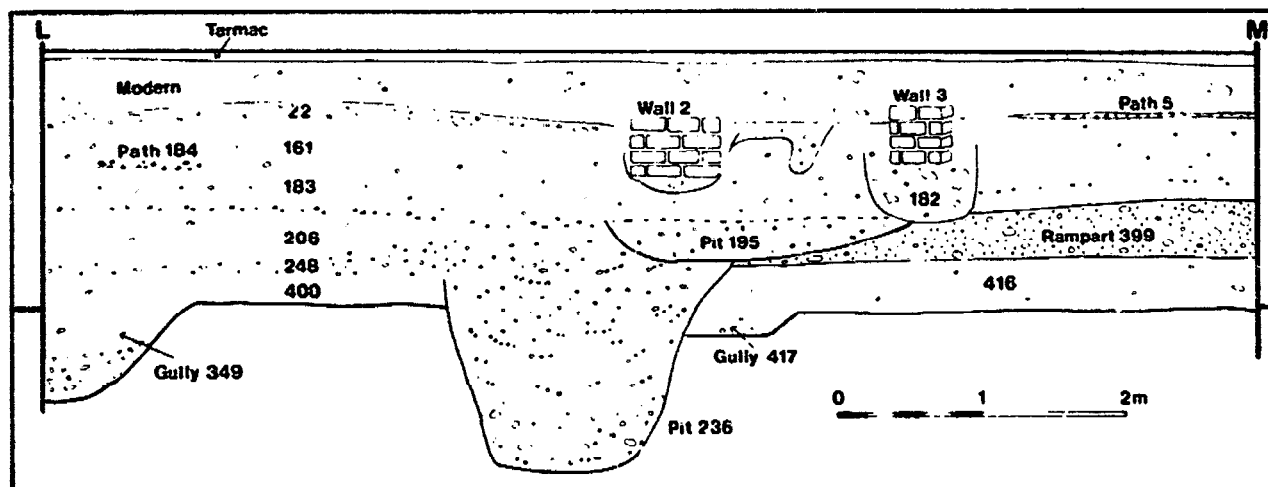 L
M
Tarmac
Modern
22
Wall 2
Wall 3
Path 5
Path 184
161
183
182
206
Pit 195
Rampart 399
248
400
416
Gully 349
Gully 417
0 1 2m
Pit 236